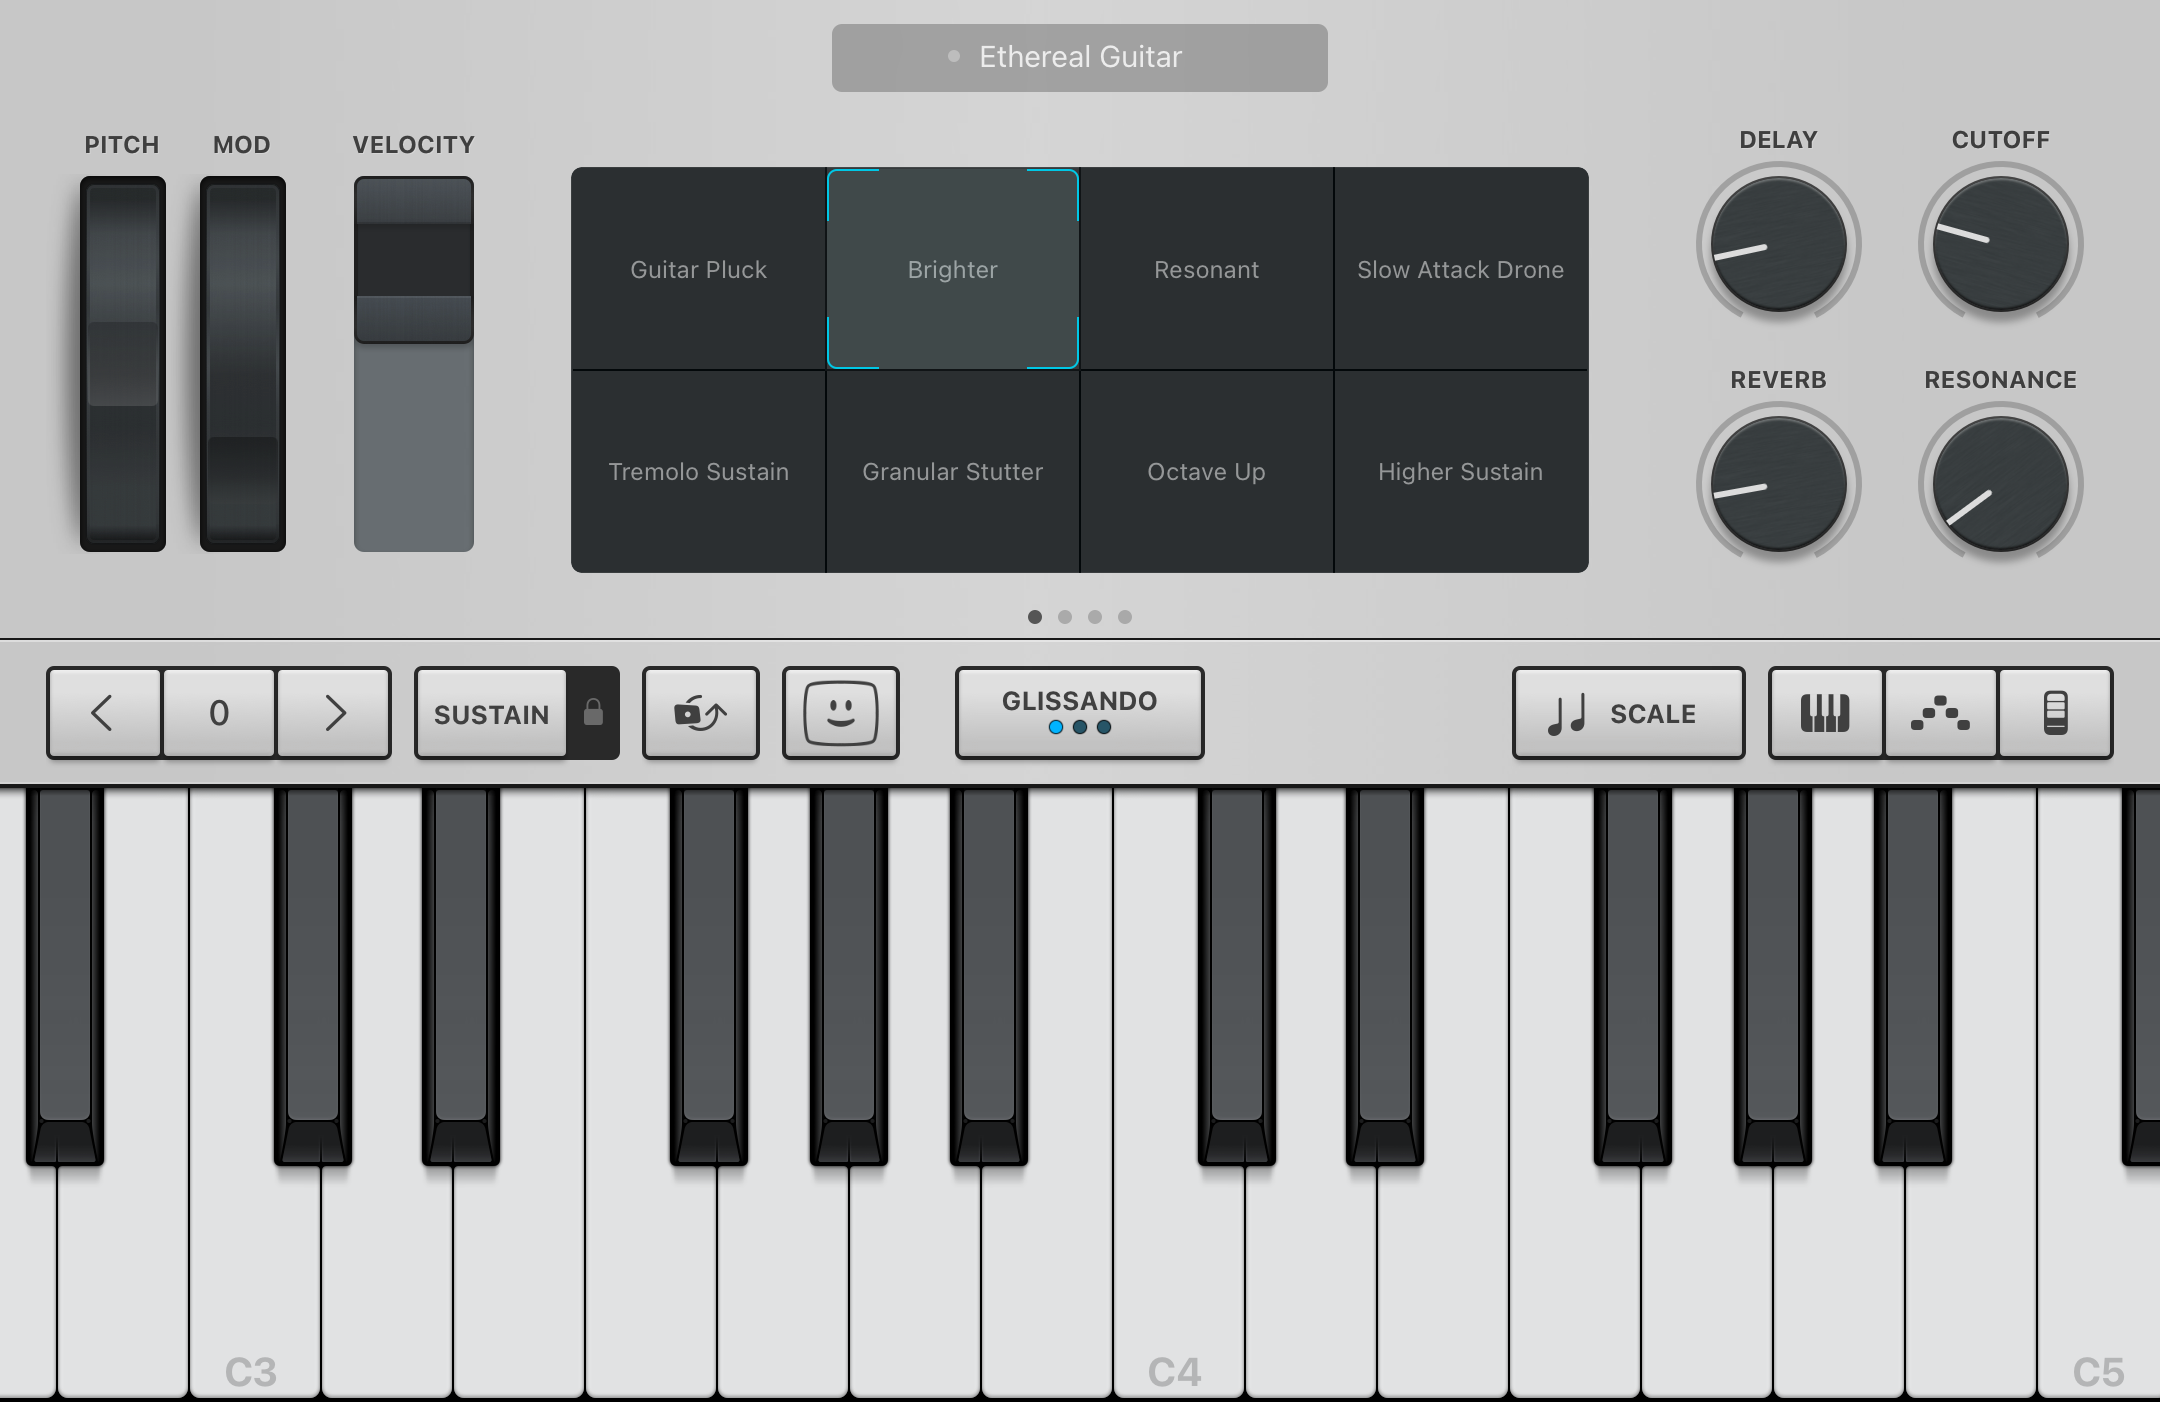 Ethereal Guitar
PITCH MOD VELOCITY
DELAY CUTOFF
Guitar Pluck Brighter Resonant Slow Attack Drone
REVERB RESONANCE
Tremolo Sustain Granular Stutter Octave Up Higher Sustain
0 SUSTAIN GLISSANDO SCALE
C3 C4 C5